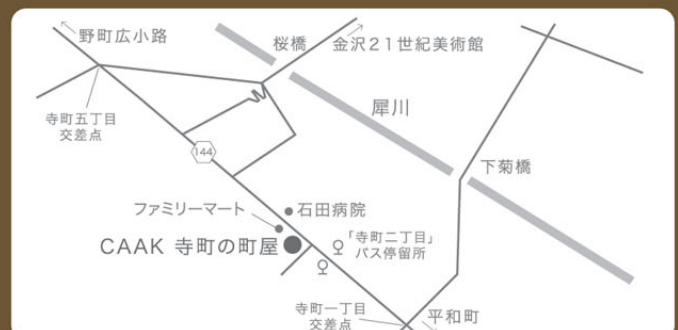 野町広小路
桜橋
金沢21世紀美術館
寺町五丁目
交差点
犀川
144
下菊橋
ファミリーマート
石田病院
CAAK 寺町の町屋
「寺町二丁目」
バス停留所
寺町一丁目
交差点
平和町